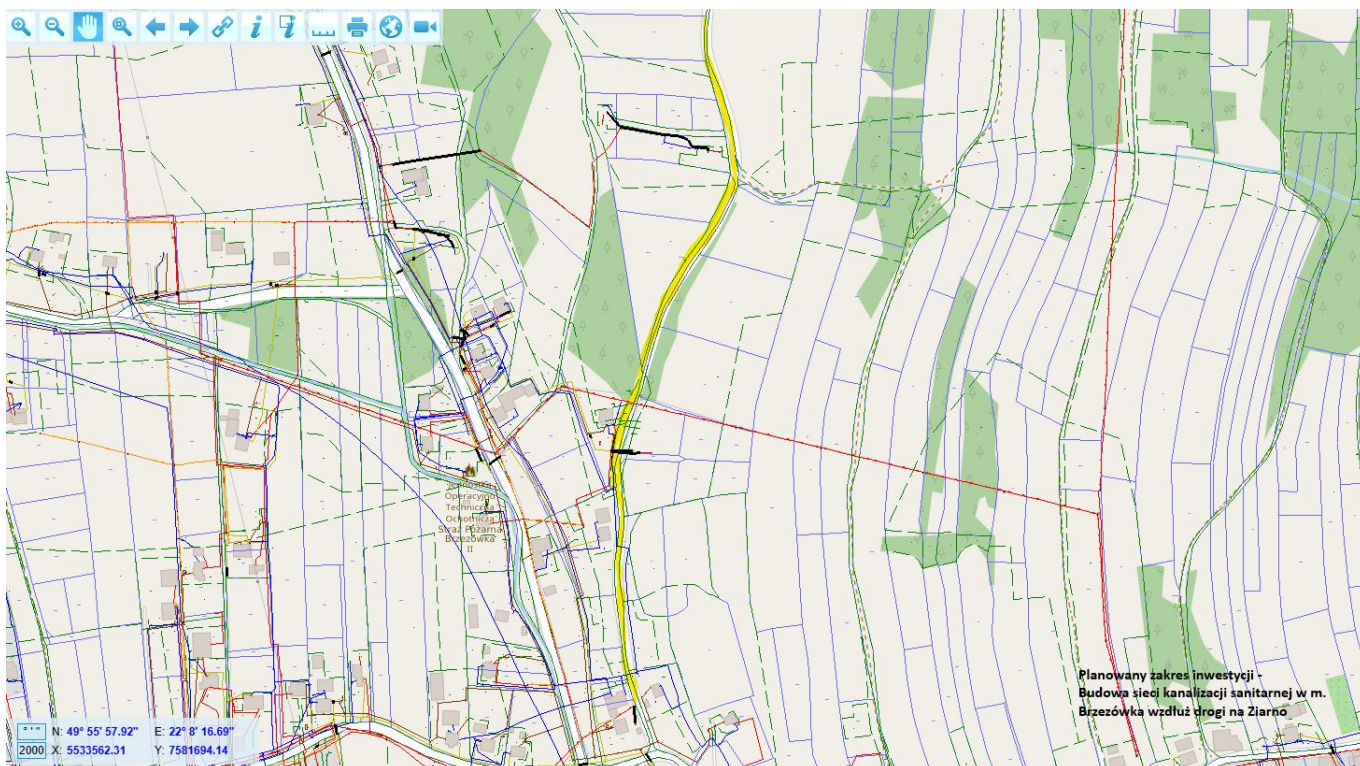 Jednostka
Operacyjno
Techniczna
Ochotnicza
Straż Pożarna
Brzezówka
II
Planowany zakres inwestycji -
Budowa sieci kanalizacji sanitarnej w m.
Brzezówka wzdłuż drogi na Ziarno
° ' " N: 49° 55' 57.92" E: 22° 8' 16.69"
2000 X: 5533562.31 Y: 7581694.14